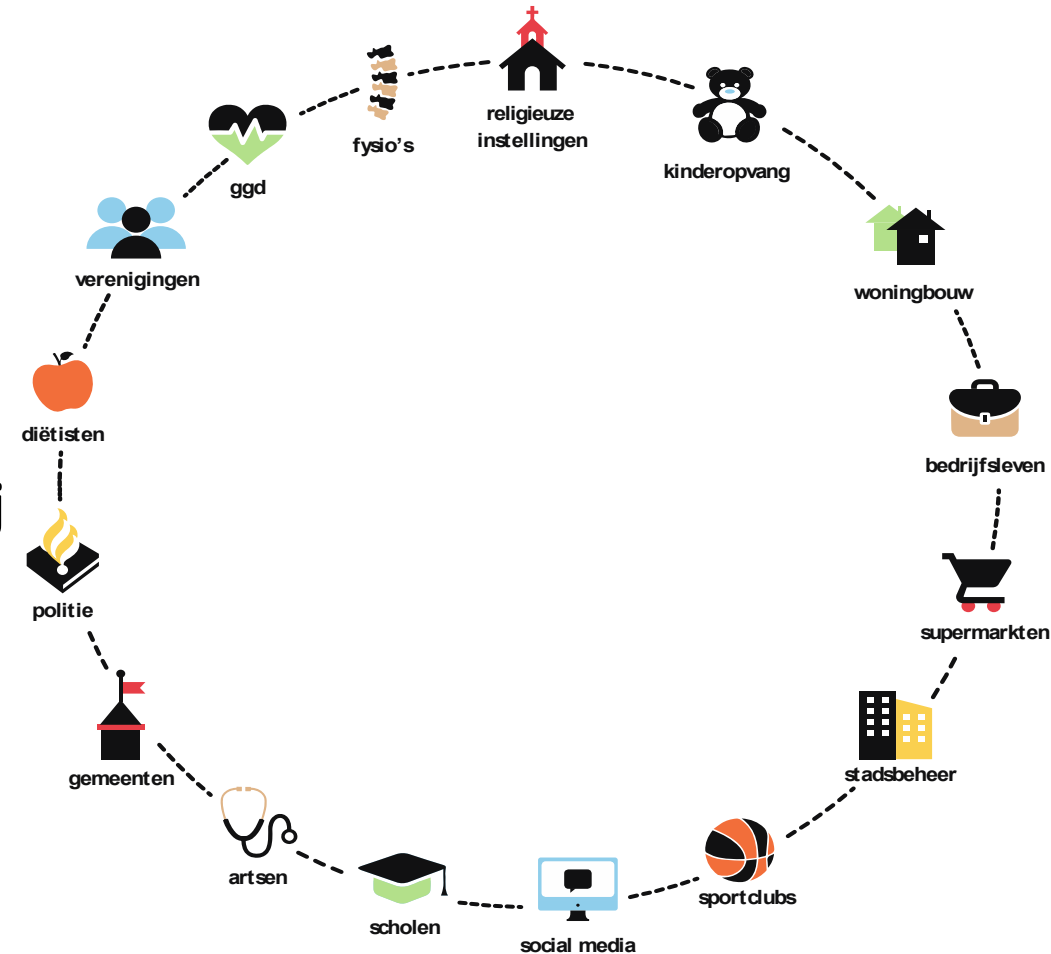 religieuze
instellingen
kinderopvang
woningbouw
bedrijfsleven
supermarkten
stadsbeheer
sportclubs
social media
scholen
artsen
gemeenten
politie
diëtisten
verenigingen
ggd
fysio's